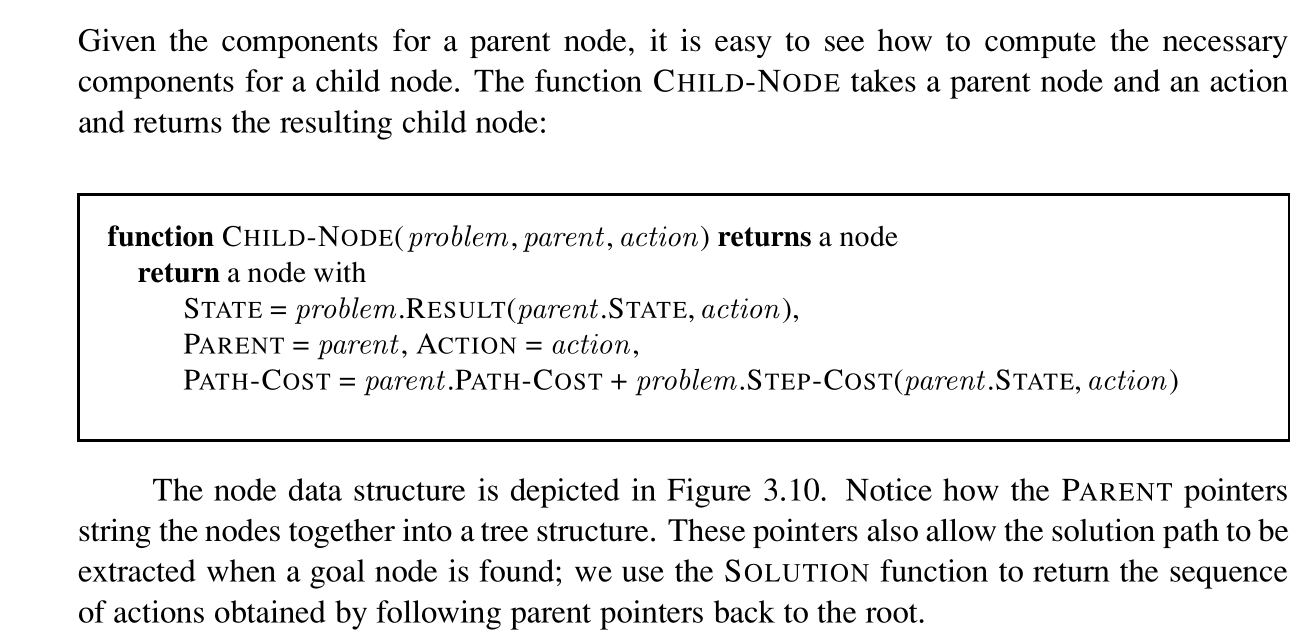 Given the components for a parent node, it is easy to see how to compute the necessary
components for a child node. The function CHILD-NODE takes a parent node and an action
and returns the resulting child node:
function CHILD-NODE(problem, parent, action) returns a node
return a node with
STATE = problem.RESULT(parent.STATE, action),
PARENT = parent, ACTION = action,
PATH-COST = parent.PATH-COST + problem.STEP-COST(parent.STATE, action)
The node data structure is depicted in Figure 3.10. Notice how the PARENT pointers
string the nodes together into a tree structure. These pointers also allow the solution path to be
extracted when a goal node is found; we use the SOLUTION function to return the sequence
of actions obtained by following parent pointers back to the root.